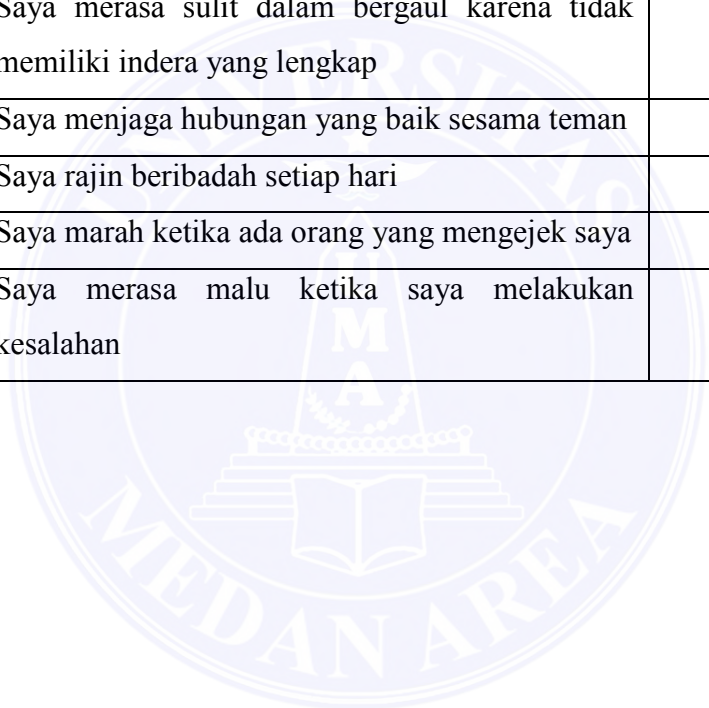 Saya merasa sulit dalam bergaul karena tidak
memiliki indera yang lengkap
Saya menjaga hubungan yang baik sesama teman
Saya rajin beribadah setiap hari
Saya marah ketika ada orang yang mengejek saya
Saya merasa malu ketika saya melakukan
kesalahan
UNIVERSITAS
UMA
MEDAN AREA